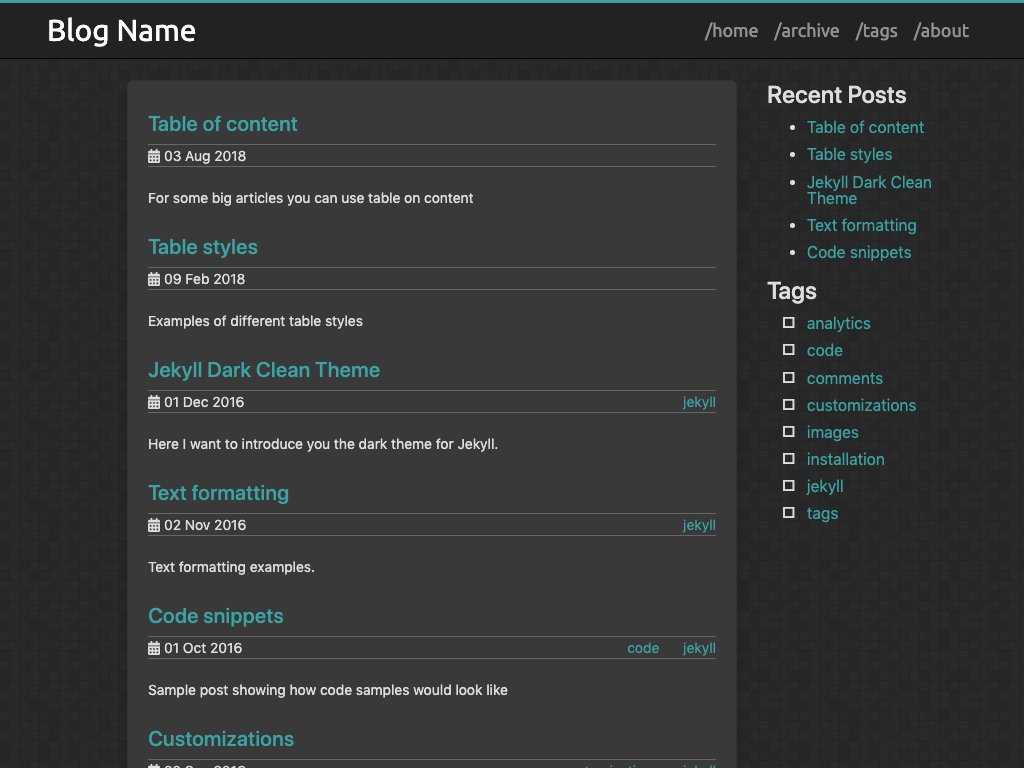 Blog Name
/home /archive /tags /about
Table of content
03 Aug 2018
For some big articles you can use table on content
Table styles
09 Feb 2018
Examples of different table styles
Jekyll Dark Clean Theme
01 Dec 2016 jekyll
Here I want to introduce you the dark theme for Jekyll.
Text formatting
02 Nov 2016 jekyll
Text formatting examples.
Code snippets
01 Oct 2016 code jekyll
Sample post showing how code samples would look like
Customizations
Recent Posts
Table of content
Table styles
Jekyll Dark Clean
Theme
Text formatting
Code snippets
Tags
analytics
code
comments
customizations
images
installation
jekyll
tags